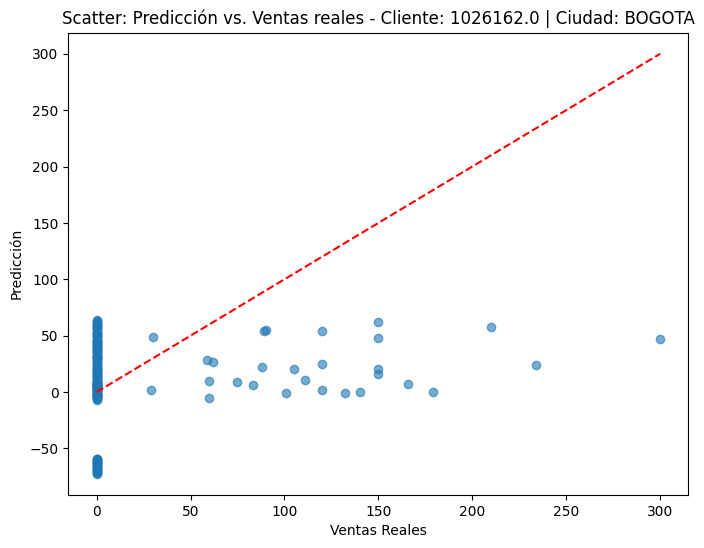 Scatter: Predicción vs. Ventas reales - Cliente: 1026162.0 | Ciudad: BOGOTA
300
250
200
150
100
50
0
−50
Predicción
0 50 100 150 200 250 300
Ventas Reales